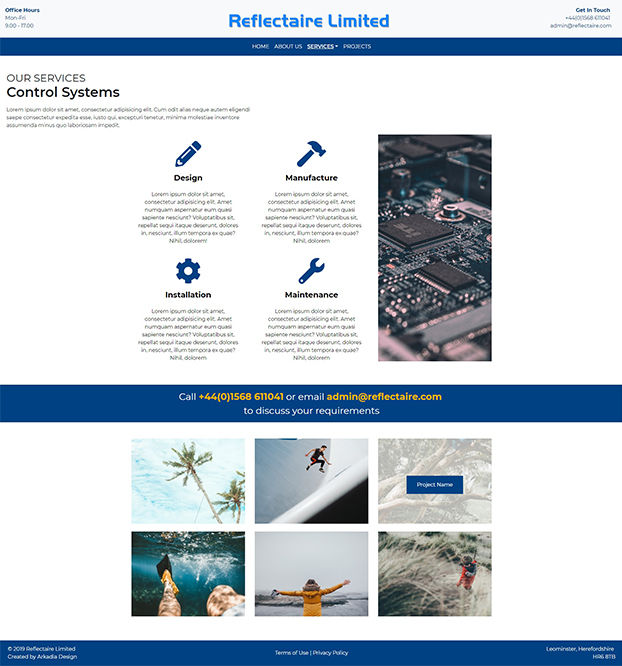 Office Hours
Mon-Fri
9.00 - 17.00
Reflectaire Limited
Get In Touch
+44(0)1568 611041
admin@reflectaire.com
HOME ABOUT US SERVICES PROJECTS
OUR SERVICES
Control Systems
Lorem ipsum dolor sit amet, consectetur adipisicing elit. Cum odit alias neque autem eligendi
saepe consectetur expedita esse, iusto qui, excepturi tenetur, minima molestiae inventore
assumenda minus quo laboriosam impedit.
Design
Lorem ipsum dolor sit amet,
consectetur adipisicing elit. Amet
numquam aspernatur eum quasi
sapiente nesciunt? Voluptatibus sit,
repellat sequi itaque deserunt, dolores
in, nesciunt, illum tempora ex quae?
Nihil, dolorem!
Manufacture
Lorem ipsum dolor sit amet,
consectetur adipisicing elit. Amet
numquam aspernatur eum quasi
sapiente nesciunt? Voluptatibus sit,
repellat sequi itaque deserunt, dolores
in, nesciunt, illum tempora ex quae?
Nihil, dolorem
Installation
Lorem ipsum dolor sit amet,
consectetur adipisicing elit. Amet
numquam aspernatur eum quasi
sapiente nesciunt? Voluptatibus sit,
repellat sequi itaque deserunt, dolores
in, nesciunt, illum tempora ex quae?
Nihil, dolorem
Maintenance
Lorem ipsum dolor sit amet,
consectetur adipisicing elit. Amet
numquam aspernatur eum quasi
sapiente nesciunt? Voluptatibus sit,
repellat sequi itaque deserunt, dolores
in, nesciunt, illum tempora ex quae?
Nihil, dolorem
Call +44(0)1568 611041 or email admin@reflectaire.com
to discuss your requirements
Project Name
© 2019 Reflectaire Limited
Created by Arkadia Design
Terms of Use | Privacy Policy
Leominster, Herefordshire
HR6 8TB